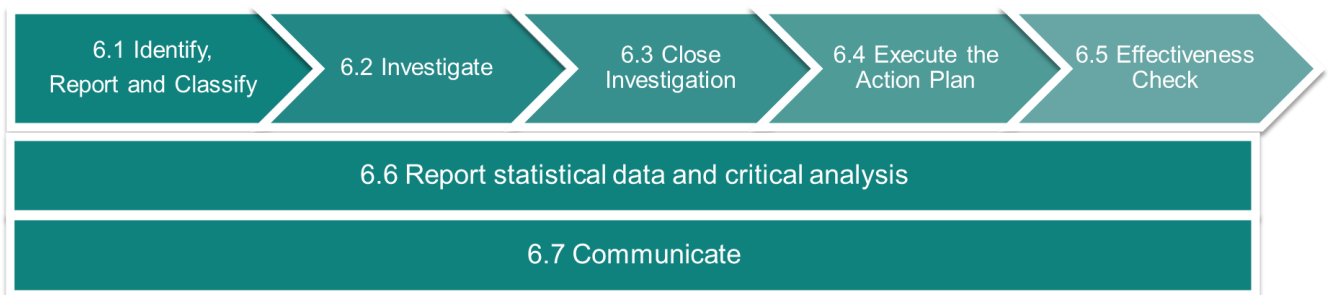 6.1 Identify,
Report and Classify
6.2 Investigate
6.3 Close
Investigation
6.4 Execute the
Action Plan
6.5 Effectiveness
Check
6.6 Report statistical data and critical analysis
6.7 Communicate